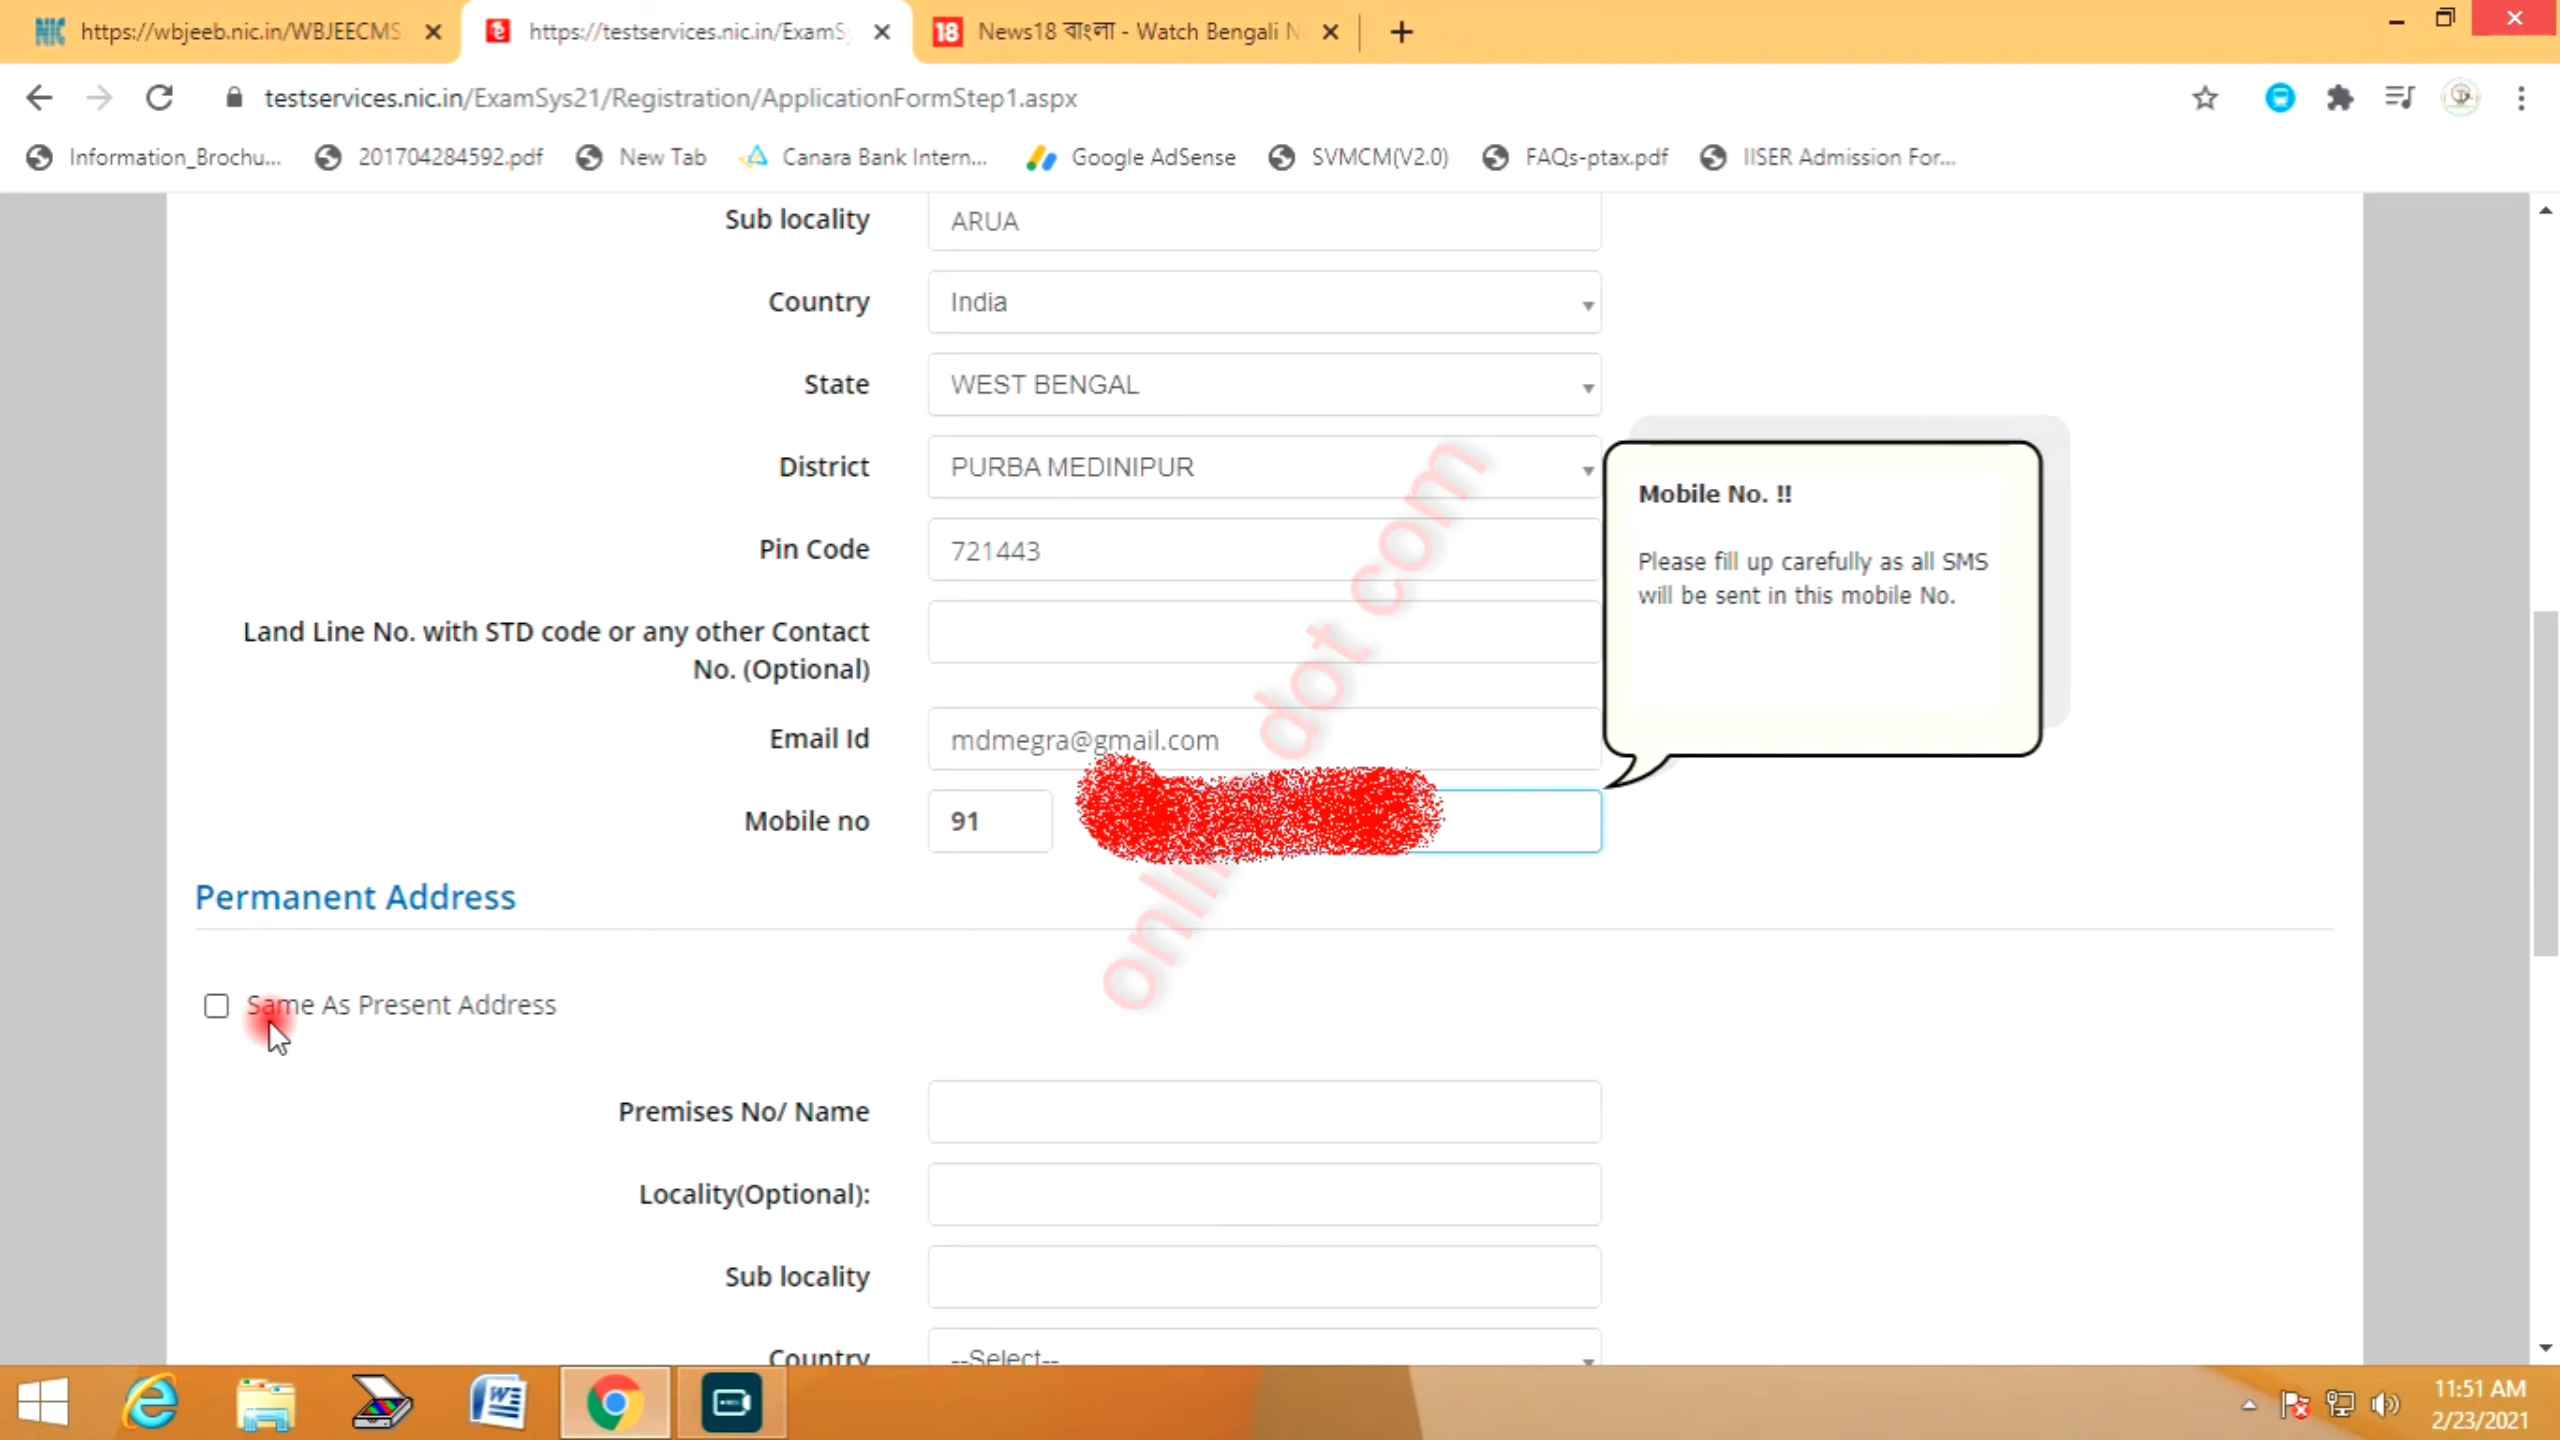 https://wbjeeb.nic.in/WBJEECMS
https://testservices.nic.in/ExamSy
18 News18 বাংলা - Watch Bengali N
testservices.nic.in/ExamSys21/Registration/ApplicationFormStep1.aspx
Information_Brochu... 201704284592.pdf New Tab Canara Bank Intern... Google AdSense SVMCM(V2.0) FAQs-ptax.pdf IISER Admission For...
Sub locality ARUA
Country India
State WEST BENGAL
District PURBA MEDINIPUR
Pin Code 721443
Land Line No. with STD code or any other Contact
No. (Optional)
Email Id mdmegra@gmail.com
Mobile no 91
Mobile No. !!
Please fill up carefully as all SMS
will be sent in this mobile No.
dot com
Permanent Address
Same As Present Address
Premises No/ Name
Locality(Optional):
Sub locality
Country --Select--
11:51 AM
2/23/2021